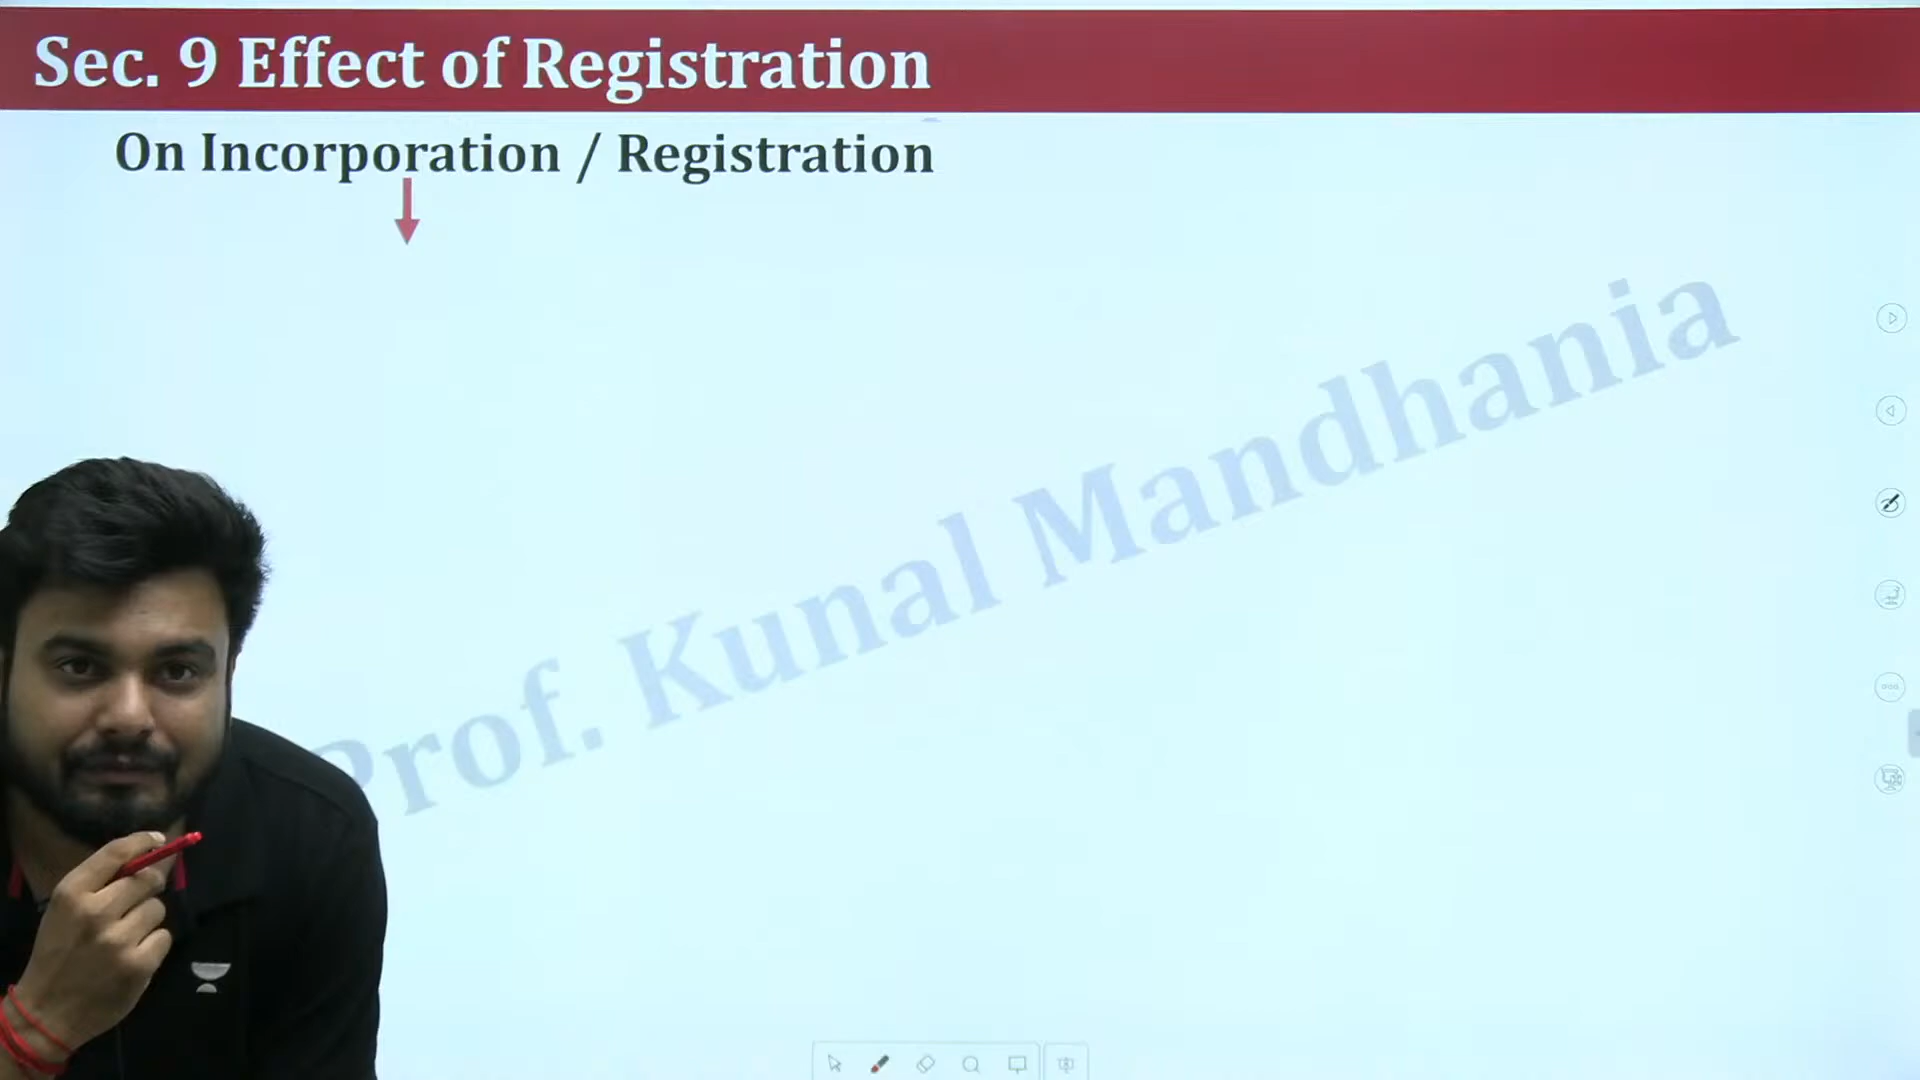 Sec. 9 Effect of Registration
On Incorporation / Registration
Prof. Kunal Mandhania